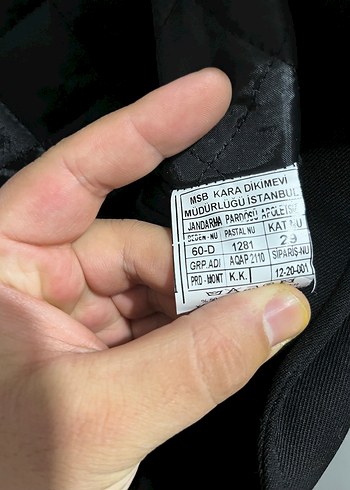 MSB KARA DİKİMEVİ
MÜDÜRLÜĞÜ İSTANBUL
JANDARMA PARDÖSÜ APOLETSİZ
BEDEN-NU PASTAL NU KAT NU
60-D 1281 29
GRP.ADI AQAP 2110 SİPARİŞ-NU
PRD-MONT K.K. 12-20-001